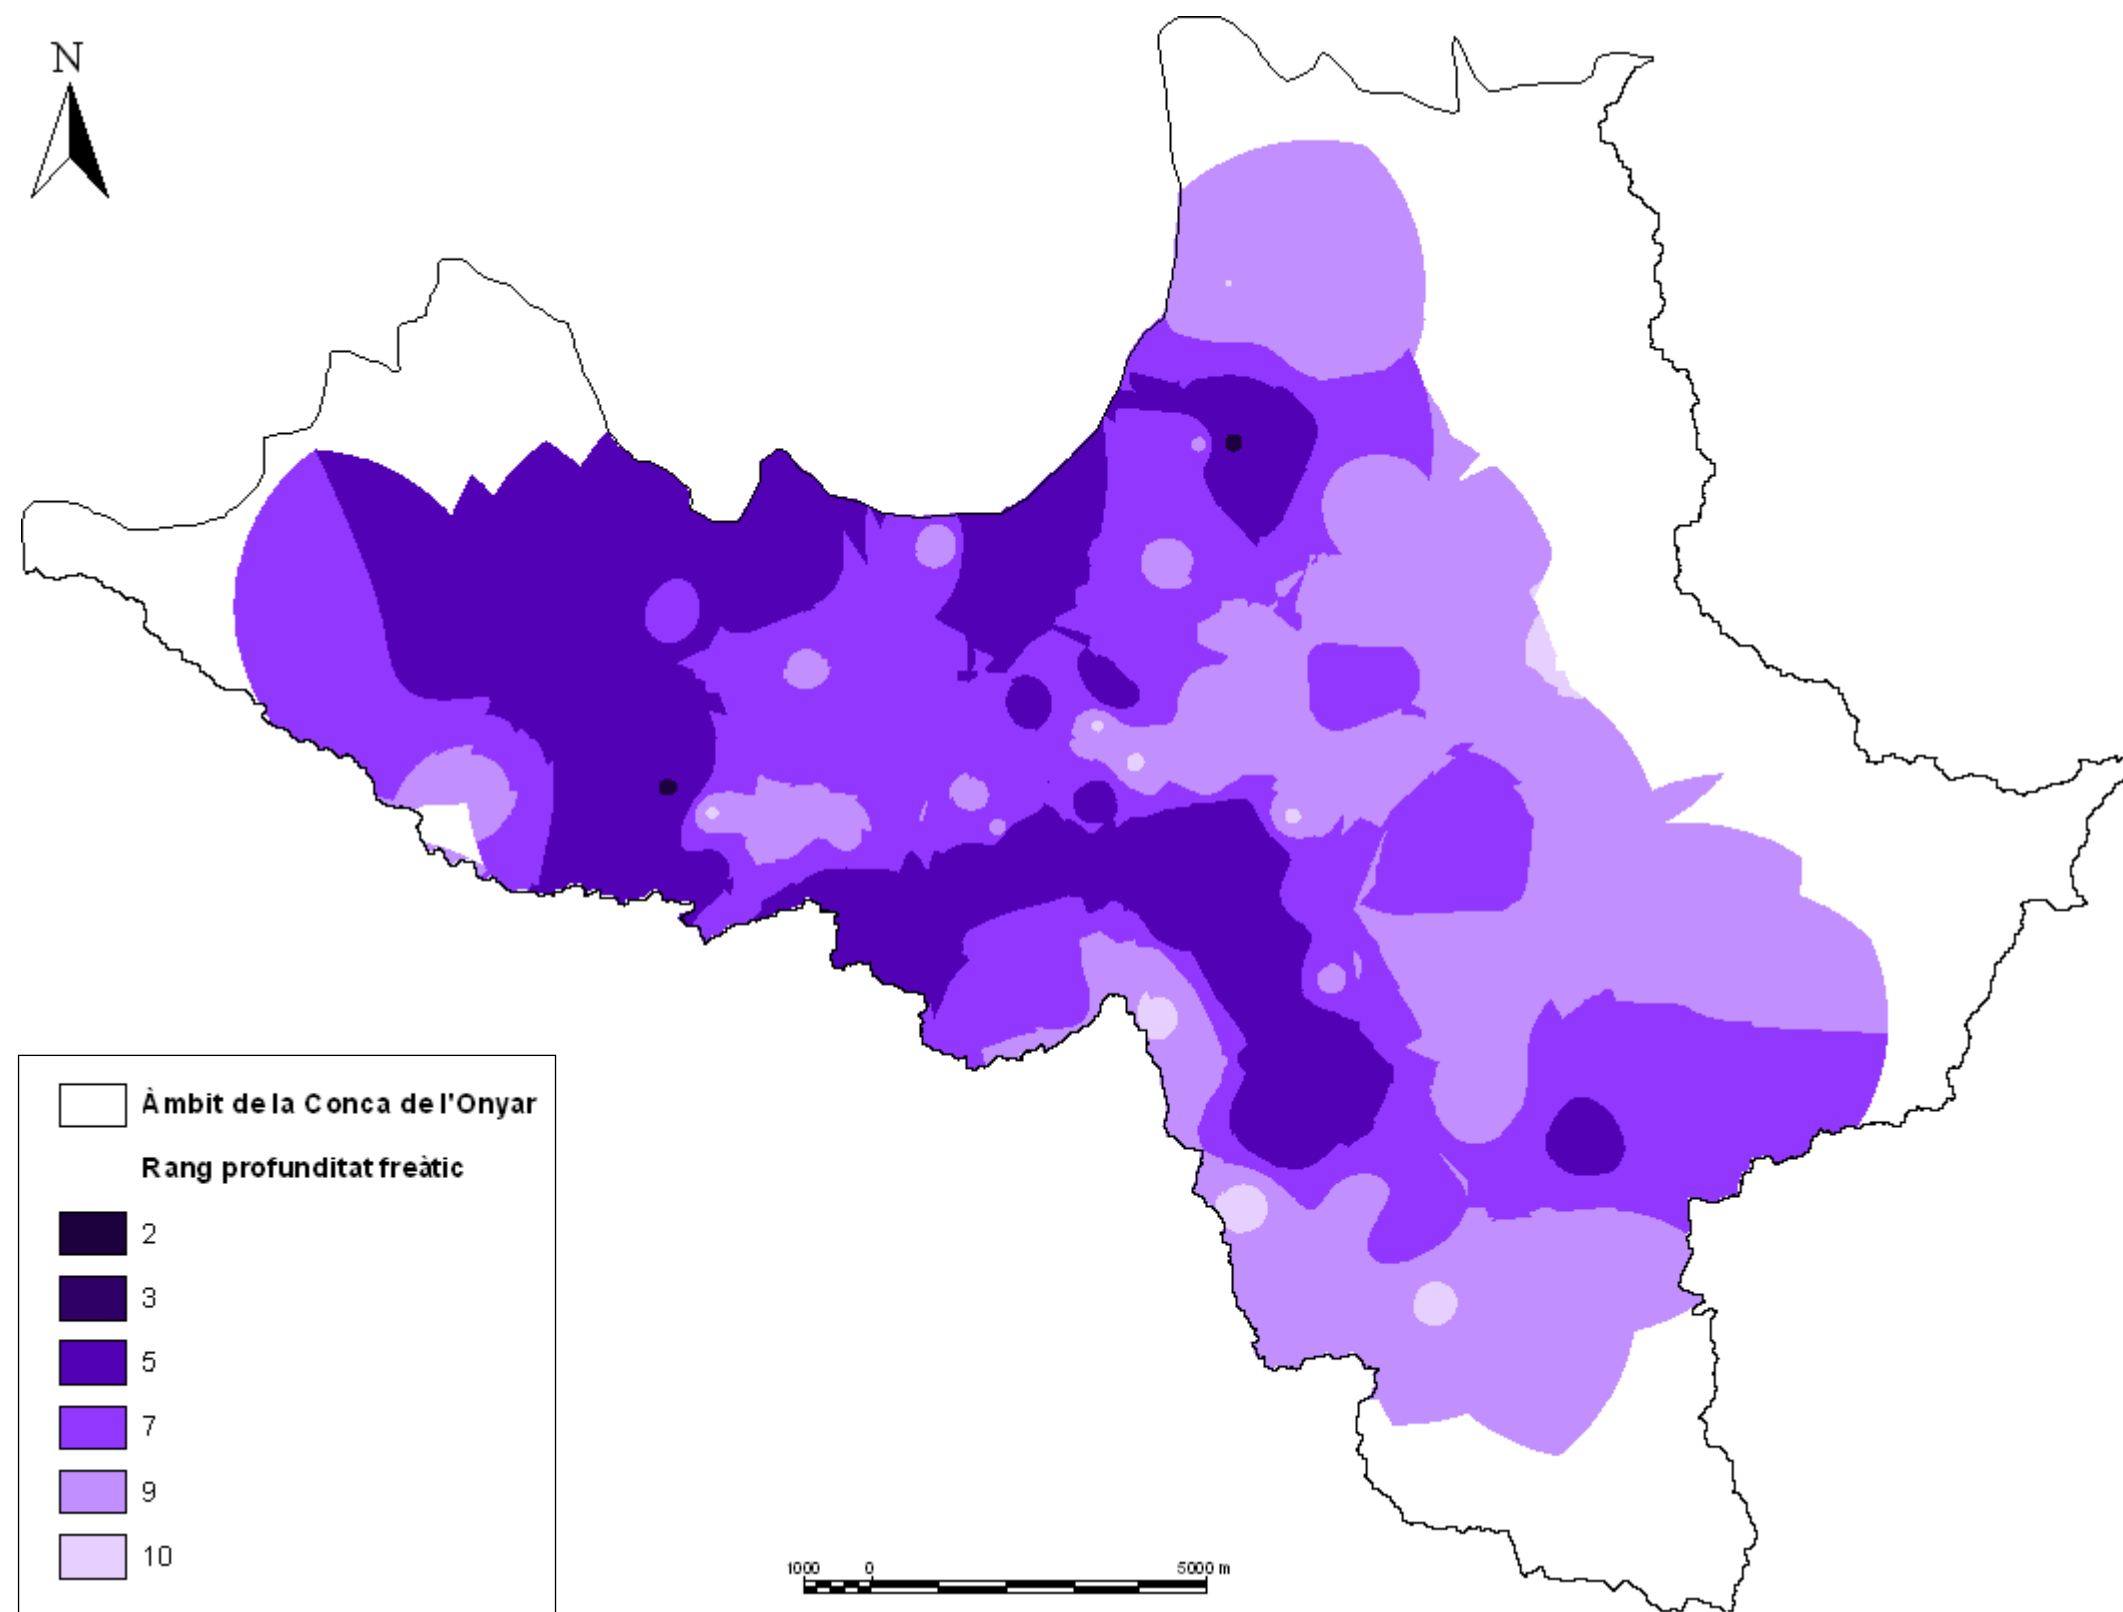 N
Àmbit de la Conca de l'Onyar
Rang profunditat freàtic
2
3
5
7
9
10
1000 0 5000 m